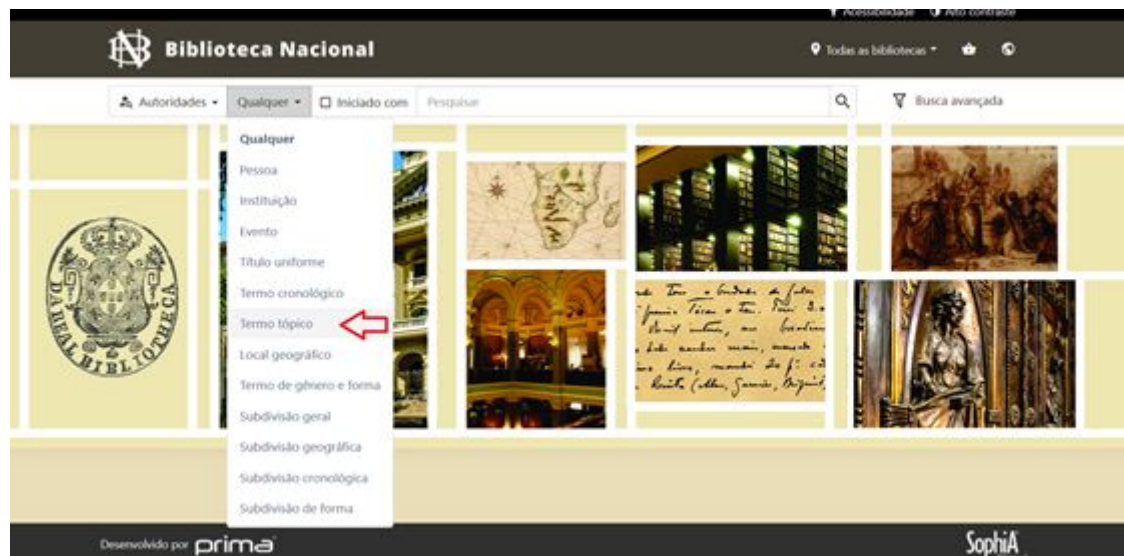 Acessibilidade Alto contraste
Biblioteca Nacional
Todas as bibliotecas
Autoridades Qualquer Iniciado com Pesquisar Busca avançada
Qualquer
Pessoa
Instituição
Evento
Título uniforme
Termo cronológico
Termo tópico
Local geográfico
Termo de gênero e forma
Subdivisão geral
Subdivisão geográfica
Subdivisão cronológica
Subdivisão de forma
DA REAL BIBLIOTHECA
Desenvolvido por prima
SophiA